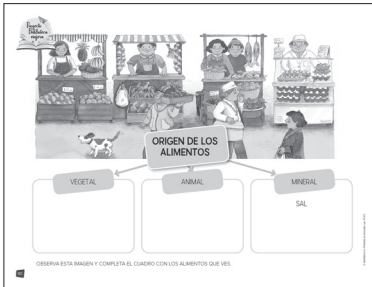 ORIGEN DE LOS
ALIMENTOS
VEGETAL
ANIMAL
MINERAL
SAL
OBSERVA ESTA IMAGEN Y COMPLETA EL CUADRO CON LOS ALIMENTOS QUE VES.